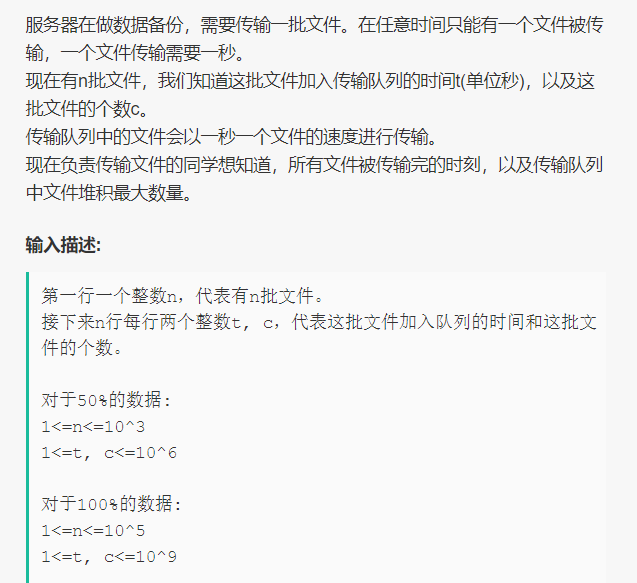 服务器在做数据备份，需要传输一批文件。在任意时间只能有一个文件被传
输，一个文件传输需要一秒。
现在有n批文件，我们知道这批文件加入传输队列的时间t(单位秒)，以及这
批文件的个数c。
传输队列中的文件会以一秒一个文件的速度进行传输。
现在负责传输文件的同学想知道，所有文件被传输完的时刻，以及传输队列
中文件堆积最大数量。
输入描述:
第一行一个整数n，代表有n批文件。
接下来n行每行两个整数t, c，代表这批文件加入队列的时间和这批文
件的个数。
对于50%的数据:
1<=n<=10^3
1<=t, c<=10^6
对于100%的数据:
1<=n<=10^5
1<=t, c<=10^9